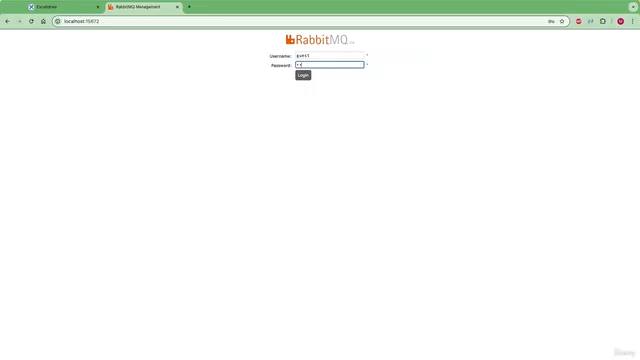 Excalidraw
RabbitMQ Management
localhost:15672
RabbitMQ
Username: guest *
Password: ** *
Login